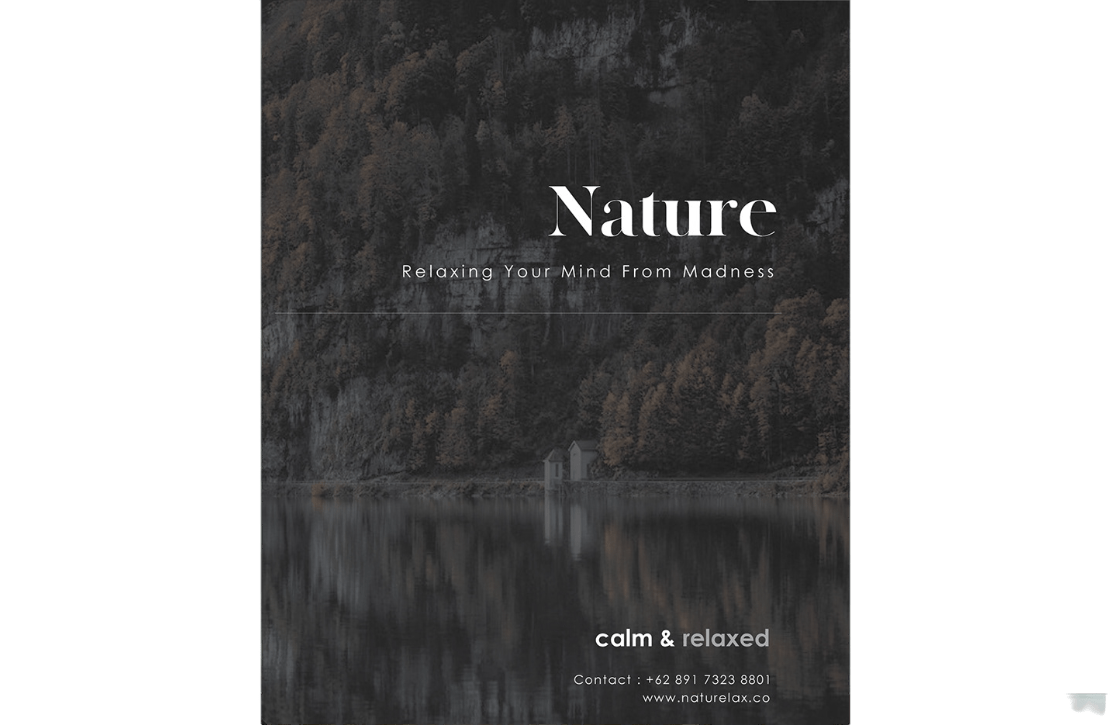 Nature
Relaxing Your Mind From Madness
calm & relaxed
Contact : +62 891 7323 8801
www.naturelax.co